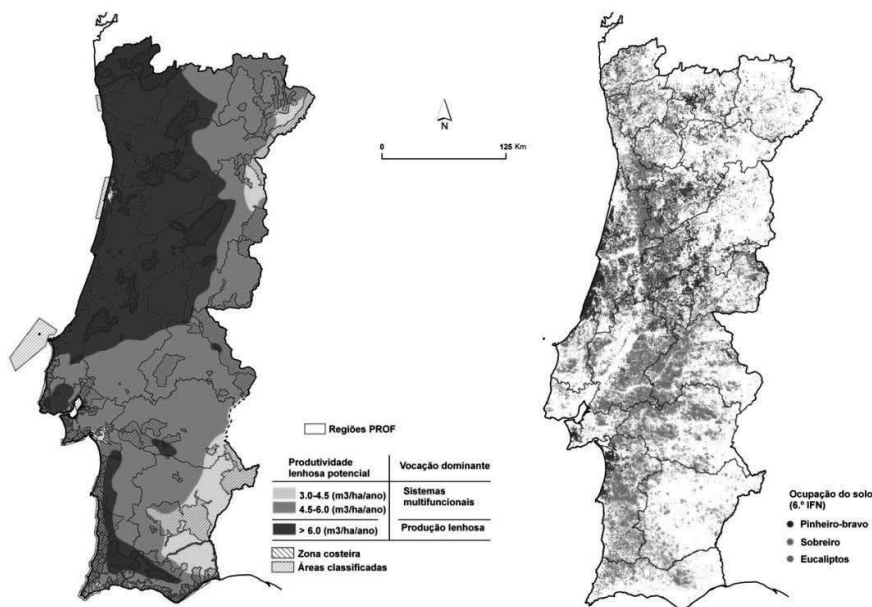 N
0
125 Km
Regiões PROF
Produtividade
lenhosa potencial
Vocação dominante
3.0-4.5 (m3/ha/ano)
4.5-6.0 (m3/ha/ano)
Sistemas
multifuncionais
> 6.0 (m3/ha/ano)
Produção lenhosa
Zona costeira
Áreas classificadas
Ocupação do solo
(6.º IFN)
Pinheiro-bravo
Sobreiro
Eucaliptos